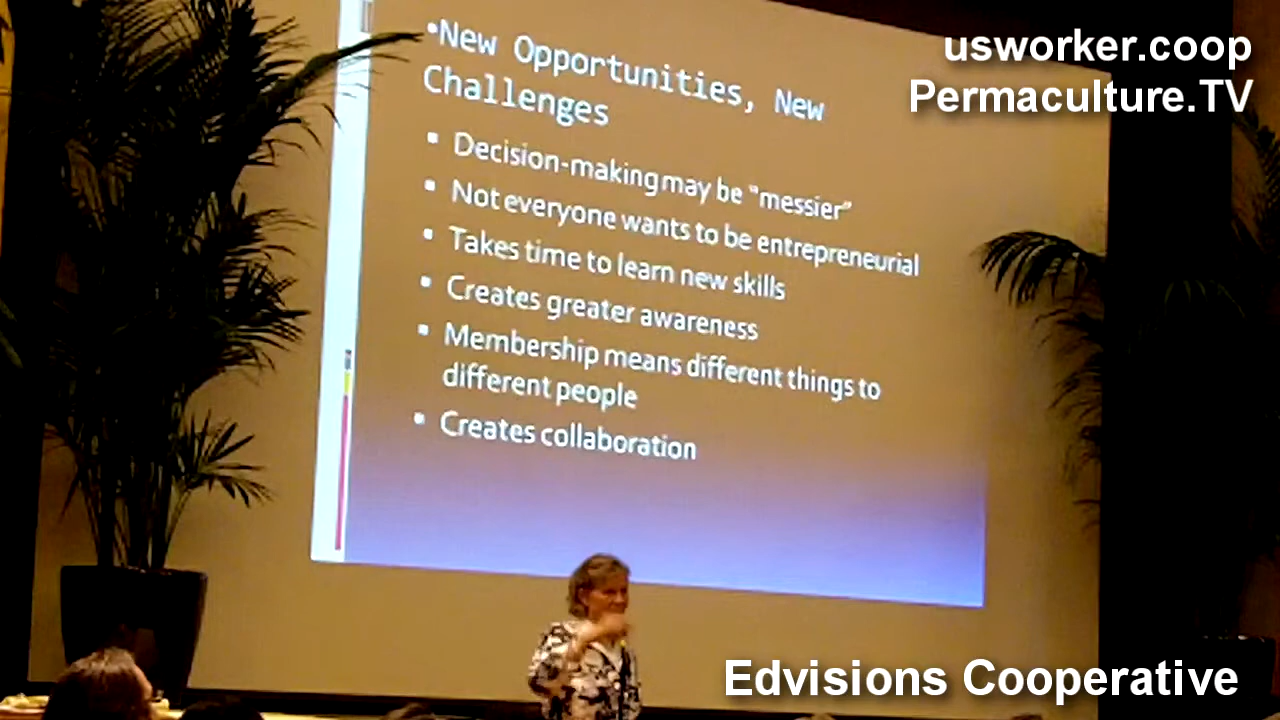 usworker.coop
Permaculture.TV
•New Opportunities, New
Challenges
▪ Decision-making may be "messier"
▪ Not everyone wants to be entrepreneurial
▪ Takes time to learn new skills
▪ Creates greater awareness
▪ Membership means different things to
different people
▪ Creates collaboration
Edvisions Cooperative